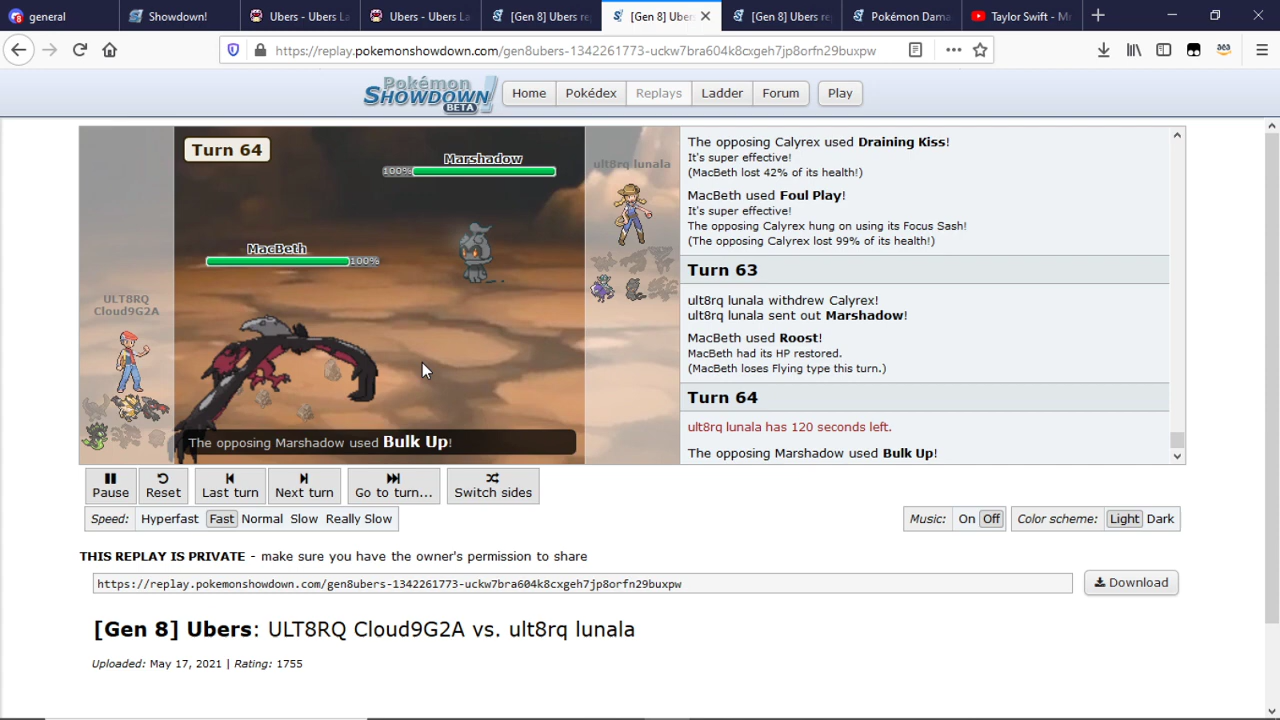 general
Showdown!
Ubers - Ubers La
Ubers - Ubers La
[Gen 8] Ubers re
[Gen 8] Ubers
[Gen 8] Ubers re
Pokémon Dama
Taylor Swift - Mr
https://replay.pokemonshowdown.com/gen8ubers-1342261773-uckw7bra604k8cxgeh7jp8orfn29buxpw
Pokémon
SHOWDOWN!
BETA
Home
Pokédex
Replays
Ladder
Forum
Play
Turn 64
Marshadow
100%
MacBeth
100%
ULT8RQ
Cloud9G2A
ult8rq lunala
The opposing Marshadow used Bulk Up!
The opposing Calyrex used Draining Kiss!
It's super effective!
(MacBeth lost 42% of its health!)
MacBeth used Foul Play!
It's super effective!
The opposing Calyrex hung on using its Focus Sash!
(The opposing Calyrex lost 99% of its health!)
Turn 63
ult8rq lunala withdrew Calyrex!
ult8rq lunala sent out Marshadow!
MacBeth used Roost!
MacBeth had its HP restored.
(MacBeth loses Flying type this turn.)
Turn 64
ult8rq lunala has 120 seconds left.
The opposing Marshadow used Bulk Up!
Pause
Reset
Last turn
Next turn
Go to turn...
Switch sides
Speed: Hyperfast Fast Normal Slow Really Slow
Music: On Off
Color scheme: Light Dark
THIS REPLAY IS PRIVATE - make sure you have the owner's permission to share
https://replay.pokemonshowdown.com/gen8ubers-1342261773-uckw7bra604k8cxgeh7jp8orfn29buxpw
Download
[Gen 8] Ubers: ULT8RQ Cloud9G2A vs. ult8rq lunala
Uploaded: May 17, 2021 | Rating: 1755